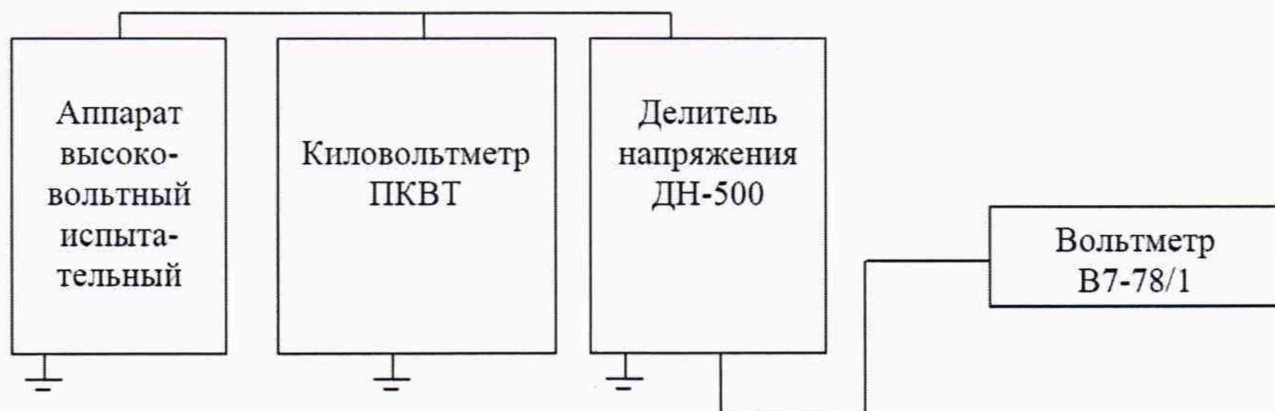 Аппарат
высоко-
вольтный
испыта-
тельный
Киловольтметр
ПКВТ
Делитель
напряжения
ДН-500
Вольтметр
В7-78/1